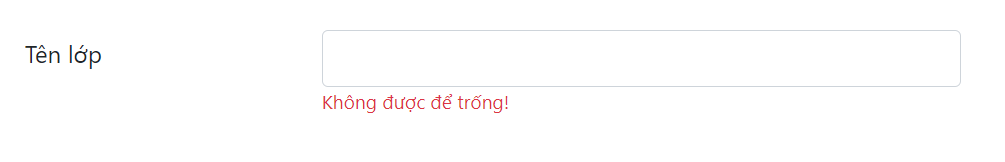 Tên lớp
Không được để trống!